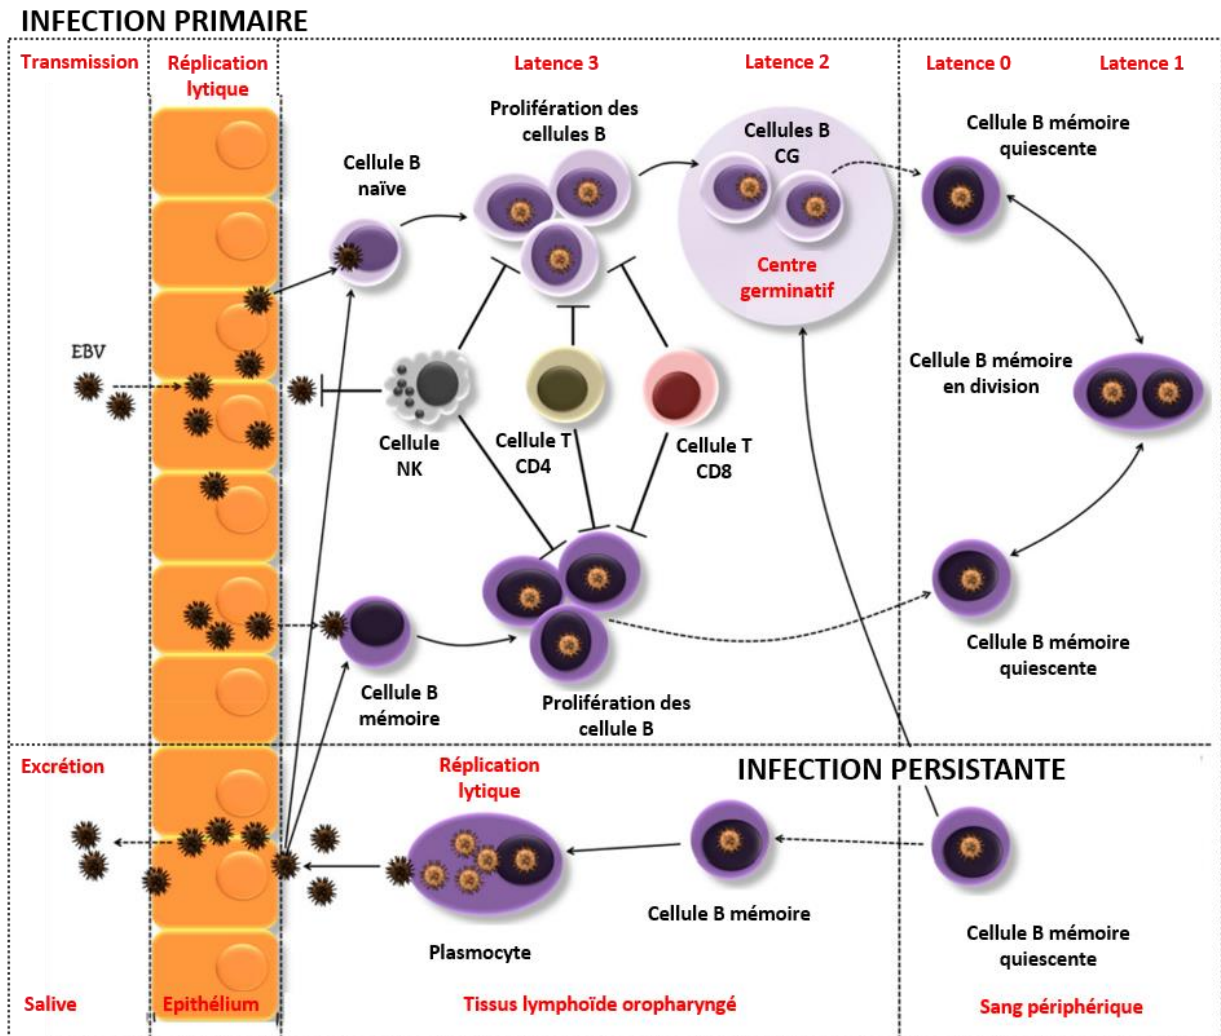 INFECTION PRIMAIRE
Transmission
Réplication
lytique
Latence 3
Latence 2
Latence 0
Latence 1
Prolifération des
cellules B
Cellules B
CG
Cellule B mémoire
quiescente
Cellule B
naïve
Centre
germinatif
EBV
Cellule B mémoire
en division
Cellule
NK
Cellule T
CD4
Cellule T
CD8
Cellule B mémoire
quiescente
Cellule B
mémoire
Prolifération des
cellule B
Excrétion
Réplication
lytique
INFECTION PERSISTANTE
Cellule B mémoire
Plasmocyte
Cellule B mémoire
quiescente
Salive
Epithélium
Tissus lymphoïde oropharyngé
Sang périphérique